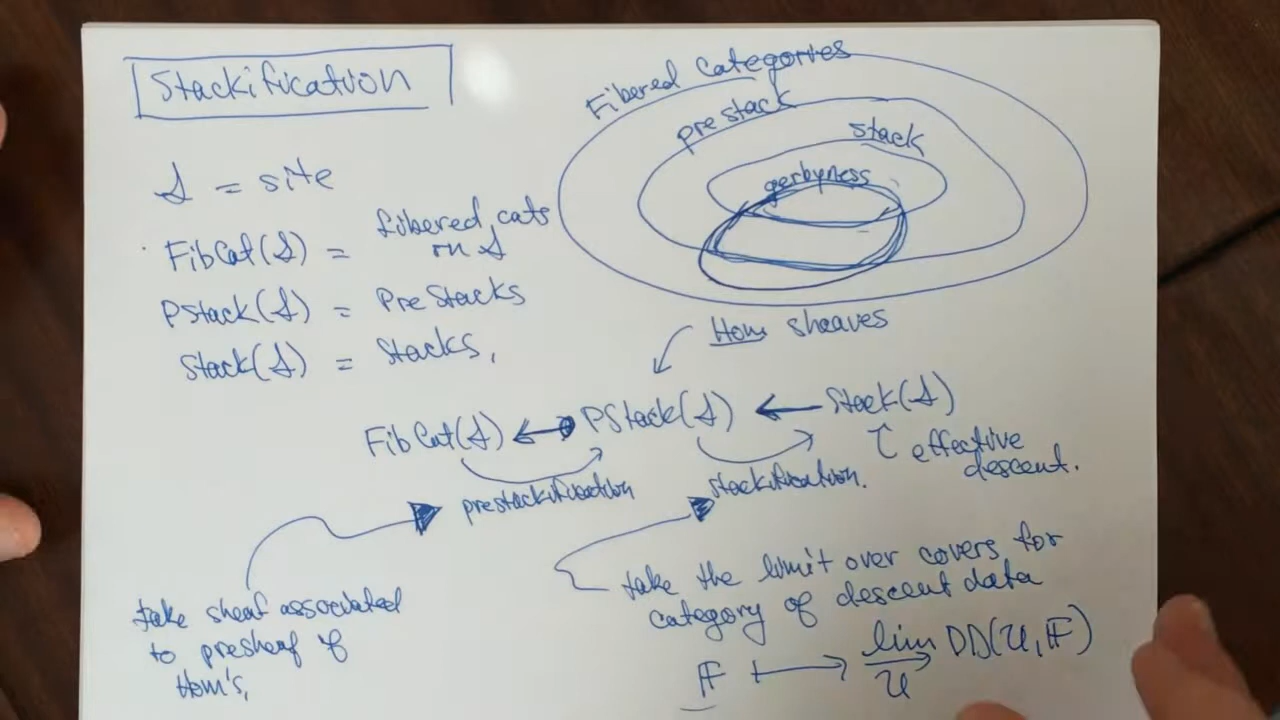 Stackification
Fibered Categories
prestack
stack
gerbyness
𝒮 = site
FibCat(𝒮) = fibered cats
on 𝒮
PStack(𝒮) = PreStacks
Stack(𝒮) = Stacks,
Hom sheaves
FibCat(𝒮) ← PStack(𝒮) ← Stack(𝒮)
effective
descent.
prestackification
stackification.
take sheaf associated
to presheaf of
Hom's,
take the limit over covers for
category of descent data
𝔽 ⟼ lim DD(𝒰, 𝔽)
𝒰